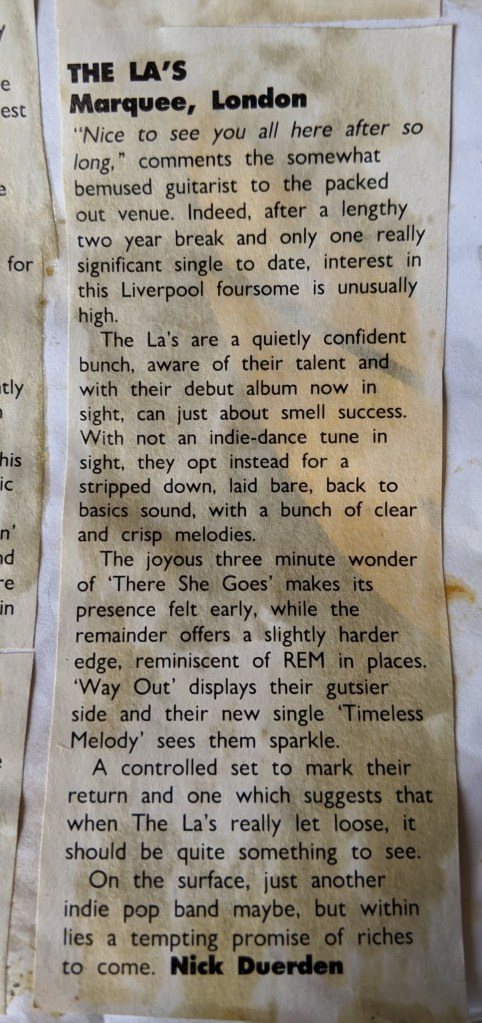 THE LA'S
Marquee, London
"Nice to see you all here after so
long," comments the somewhat
bemused guitarist to the packed
out venue. Indeed, after a lengthy
two year break and only one really
significant single to date, interest in
this Liverpool foursome is unusually
high.
The La's are a quietly confident
bunch, aware of their talent and
with their debut album now in
sight, can just about smell success.
With not an indie-dance tune in
sight, they opt instead for a
stripped down, laid bare, back to
basics sound, with a bunch of clear
and crisp melodies.
The joyous three minute wonder
of 'There She Goes' makes its
presence felt early, while the
remainder offers a slightly harder
edge, reminiscent of REM in places.
'Way Out' displays their gutsier
side and their new single 'Timeless
Melody' sees them sparkle.
A controlled set to mark their
return and one which suggests that
when The La's really let loose, it
should be quite something to see.
On the surface, just another
indie pop band maybe, but within
lies a tempting promise of riches
to come. Nick Duerden